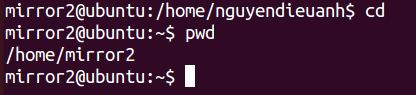 mirror2@ubuntu:/home/nguyendieuanh$ cd
mirror2@ubuntu:~$ pwd
/home/mirror2
mirror2@ubuntu:~$